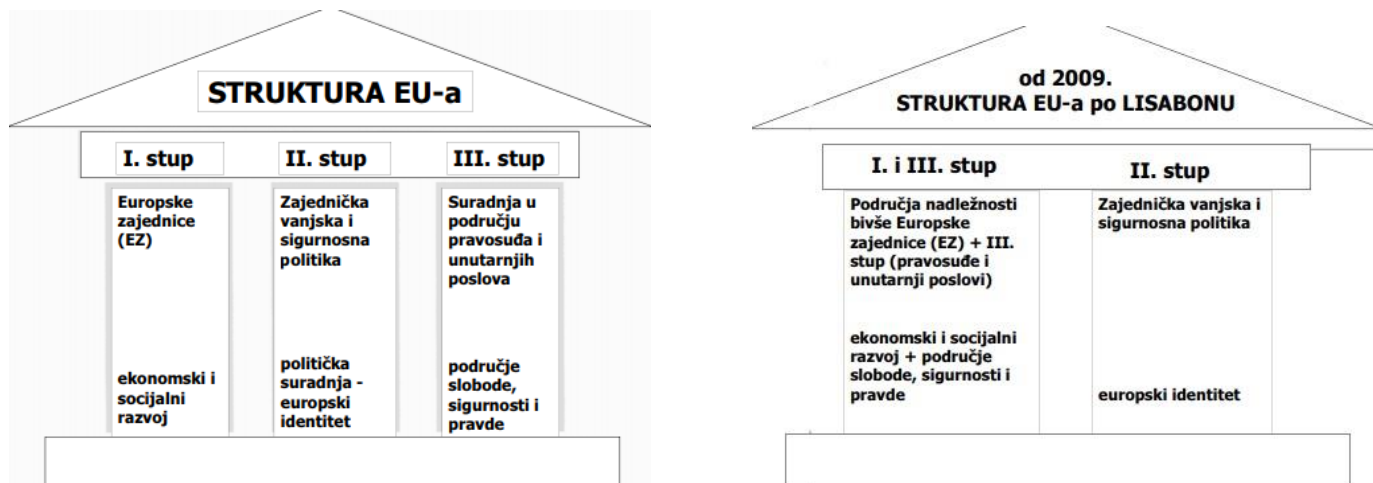 STRUKTURA EU-a
I. stup
II. stup
III. stup
Europske
zajednice
(EZ)
ekonomski i
socijalni
razvoj
Zajednička
vanjska i
sigurnosna
politika
politička
suradnja -
europski
identitet
Suradnja u
području
pravosuđa i
unutarnjih
poslova
područje
slobode,
sigurnosti i
pravde
od 2009.
STRUKTURA EU-a po LISABONU
I. i III. stup
II. stup
Područja nadležnosti
bivše Europske
zajednice (EZ) + III.
stup (pravosuđe i
unutarnji poslovi)
ekonomski i socijalni
razvoj + područje
slobode, sigurnosti i
pravde
Zajednička vanjska i
sigurnosna politika
europski identitet